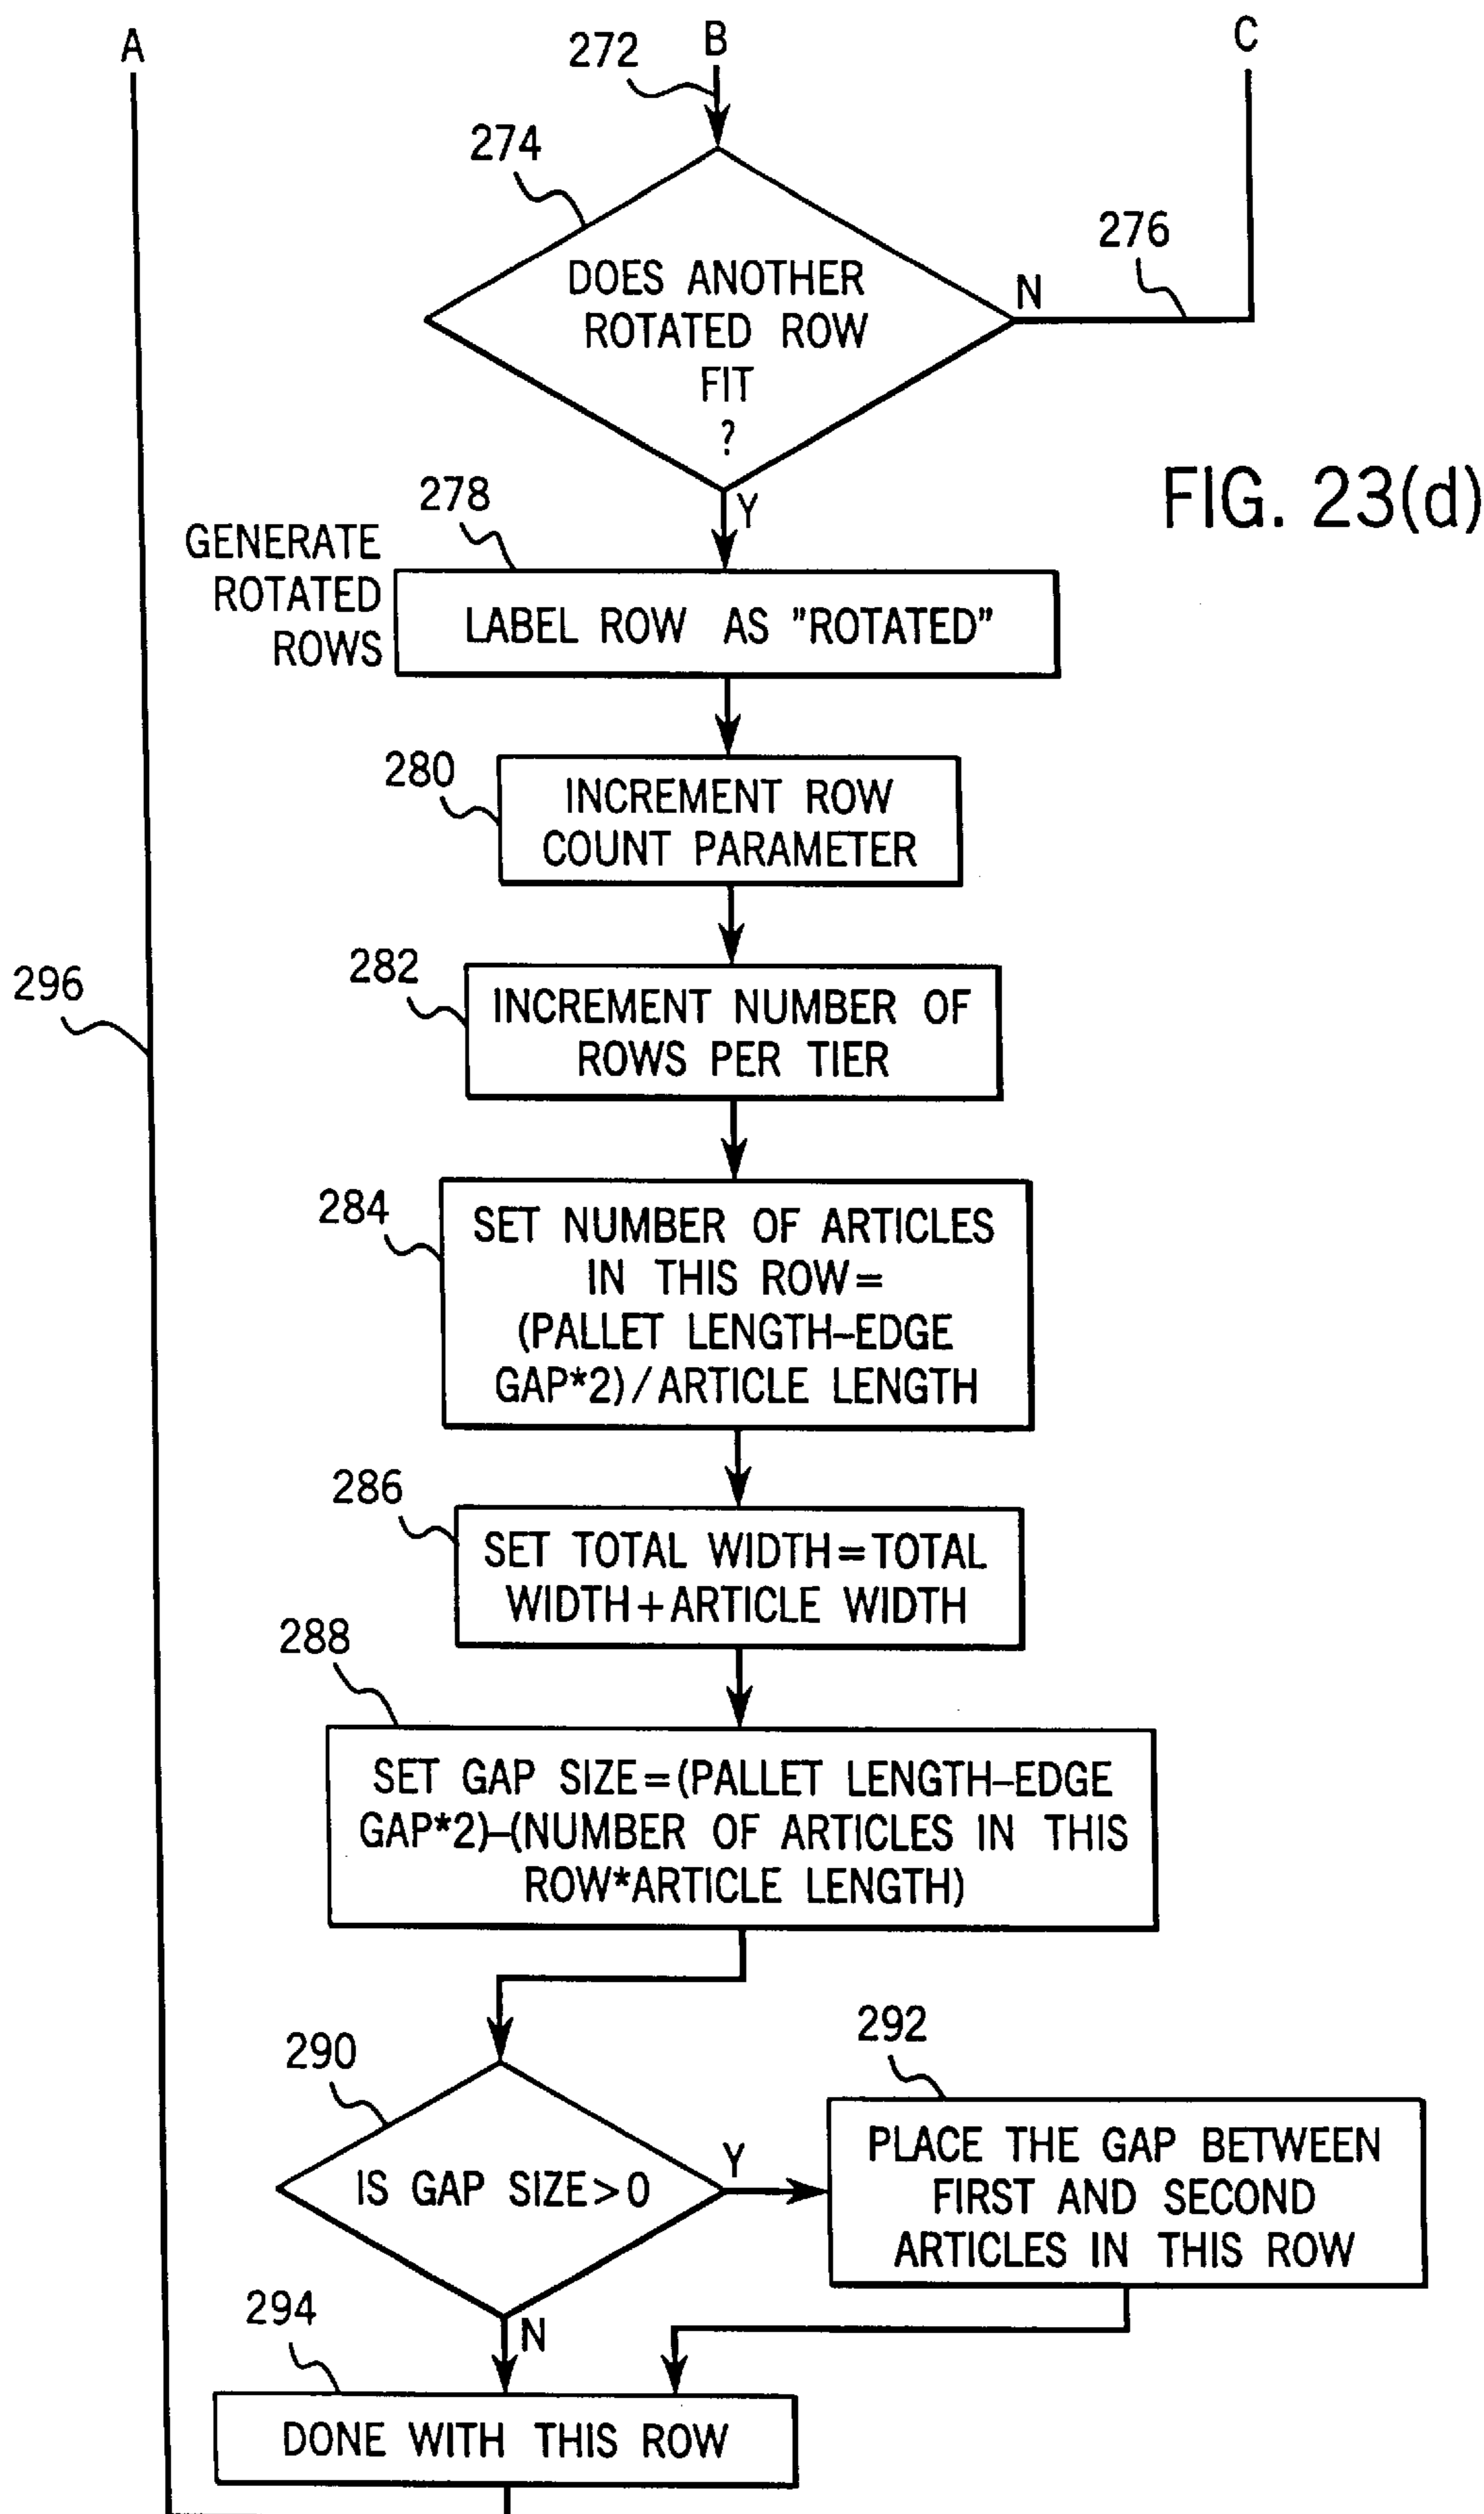 A
272
B
C
274
276
DOES ANOTHER
ROTATED ROW
FIT
?
N
FIG. 23(d)
278
Y
GENERATE
ROTATED
ROWS
LABEL ROW AS "ROTATED"
280
INCREMENT ROW
COUNT PARAMETER
296
282
INCREMENT NUMBER OF
ROWS PER TIER
284
SET NUMBER OF ARTICLES
IN THIS ROW=
(PALLET LENGTH-EDGE
GAP*2)/ARTICLE LENGTH
286
SET TOTAL WIDTH=TOTAL
WIDTH+ARTICLE WIDTH
288
SET GAP SIZE=(PALLET LENGTH-EDGE
GAP*2)-(NUMBER OF ARTICLES IN THIS
ROW*ARTICLE LENGTH)
290
IS GAP SIZE>0
Y
292
PLACE THE GAP BETWEEN
FIRST AND SECOND
ARTICLES IN THIS ROW
N
294
DONE WITH THIS ROW